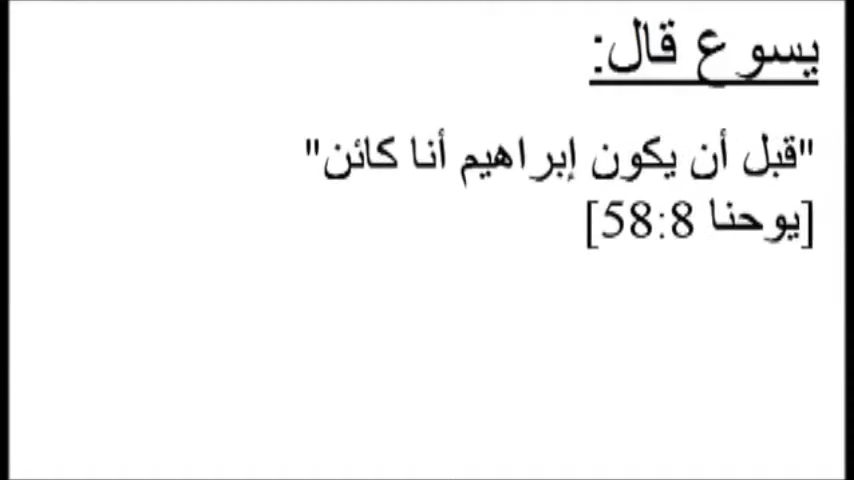 يسوع قال:
"قبل أن يكون إبراهيم أنا كائن"
[يوحنا 58:8]